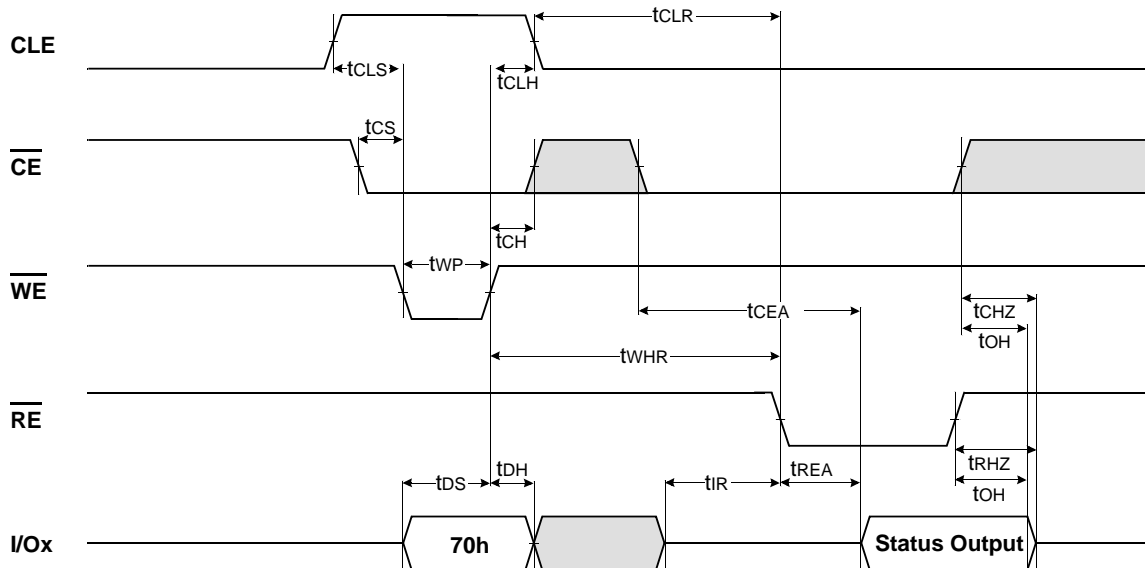 tCLR
CLE
tCLS
tCLH
tCS
CE
tCH
tWP
WE
tCHZ
tCEA
tOH
tWHR
RE
tRHZ
tDH
tREA
tDS
tIR
tOH
I/Ox
70h
Status Output